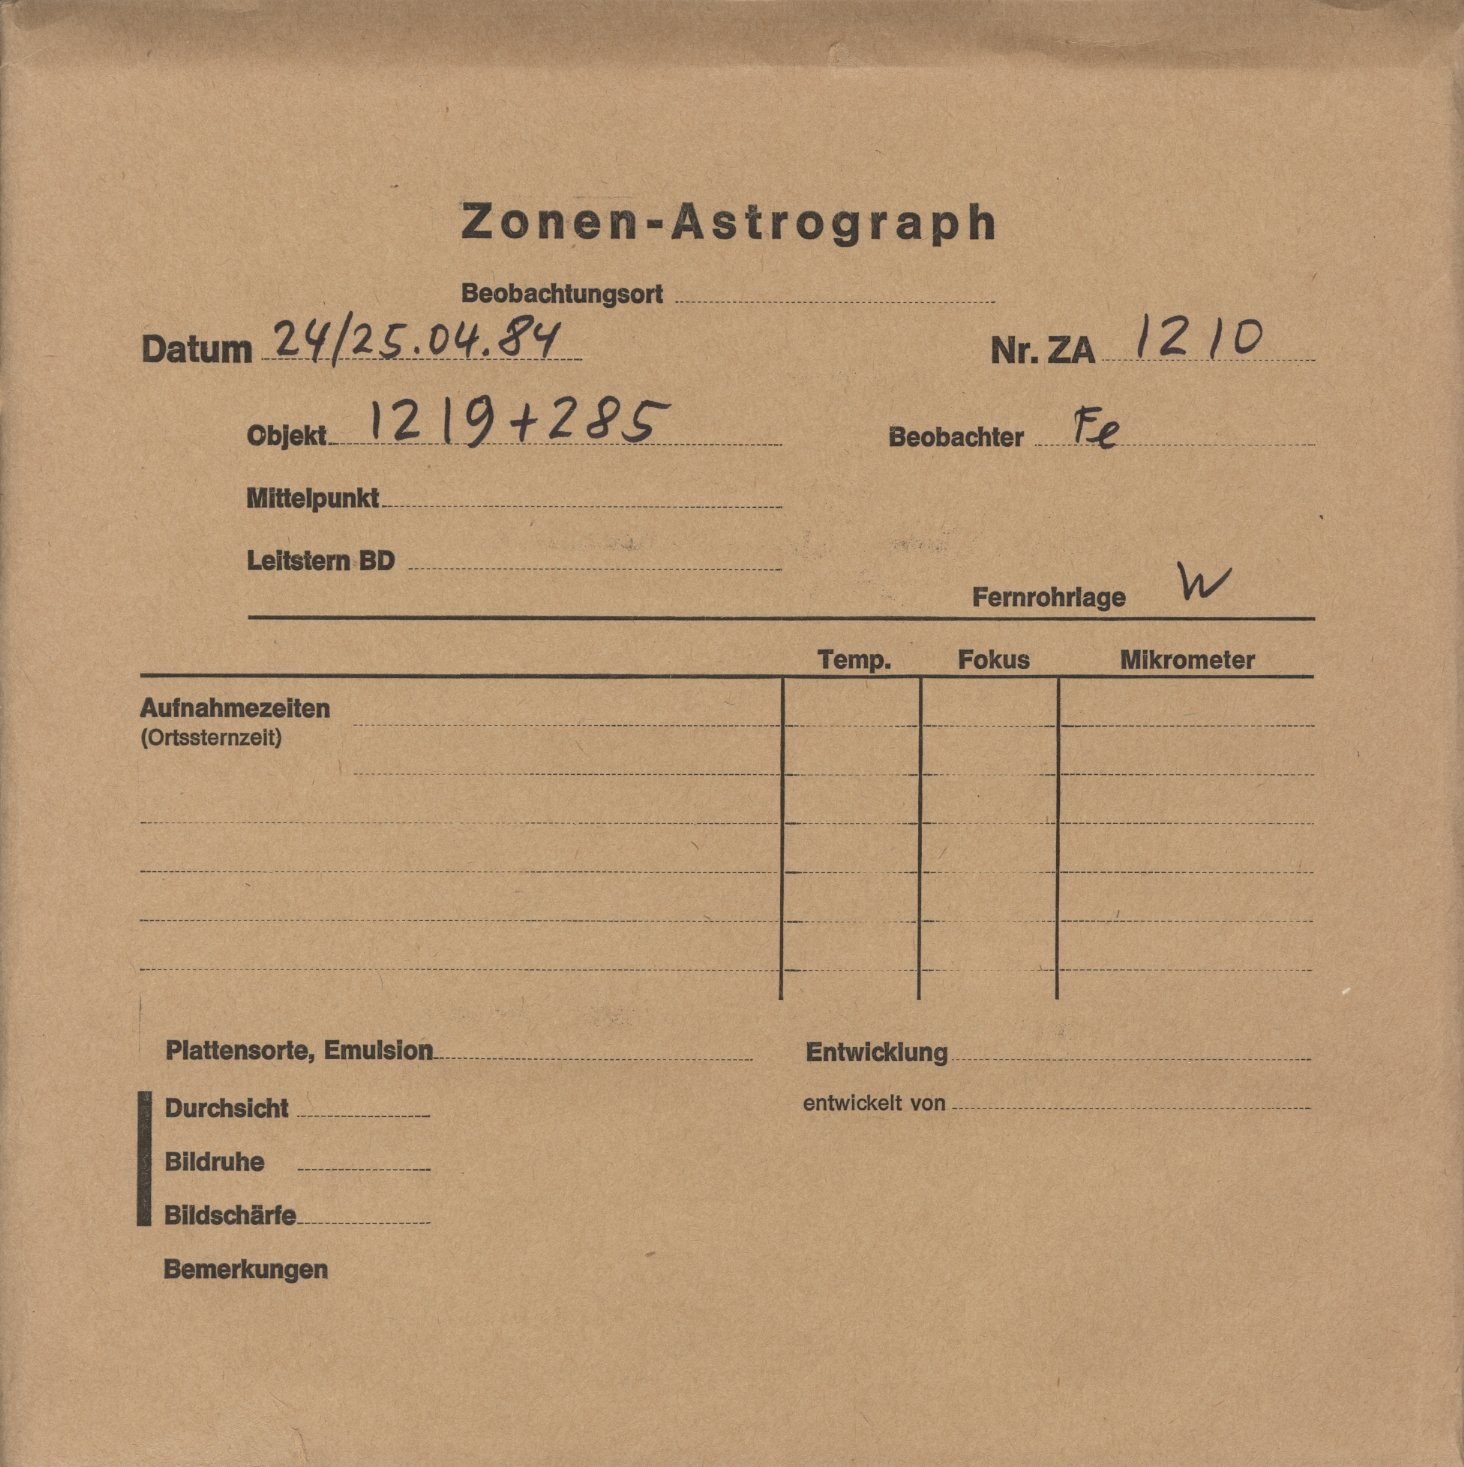 Zonen-Astrograph
Beobachtungsort
Datum 24/25.04.84 Nr. ZA 1210
Objekt 1219+285 Beobachter Fe
Mittelpunkt
Leitstern BD
Fernrohrlage W
Temp. Fokus Mikrometer
Aufnahmezeiten
(Ortssternzeit)
Plattensorte, Emulsion Entwicklung
Durchsicht entwickelt von
Bildruhe
Bildschärfe
Bemerkungen